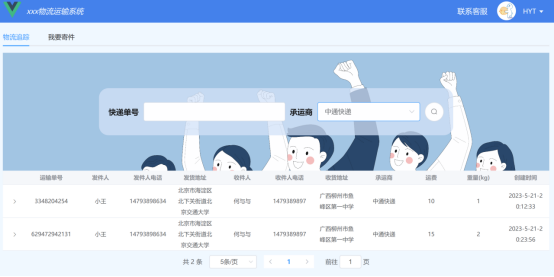 xxx物流运输系统 联系客服 HYT
物流追踪 我要寄件
快递单号 承运商 中通快递
运输单号 发件人 发件人电话 发货地址 收件人 收件人电话 收货地址 承运商 运费 重量(kg) 创建时间
3348204254 小王 14793898634 北京市海淀区 何与与 14793889897 广西柳州市鱼 中通快递 10 1 2023-5-21-2
北下关街道北 峰区第一中学 0:12:33
京交通大学
629472942131 小王 14793898634 北京市海淀区 何与与 14793889897 广西柳州市鱼 中通快递 15 2 2023-5-21-2
北下关街道北 峰区第一中学 0:23:56
京交通大学
共 2 条 5条/页 1 前往 1 页